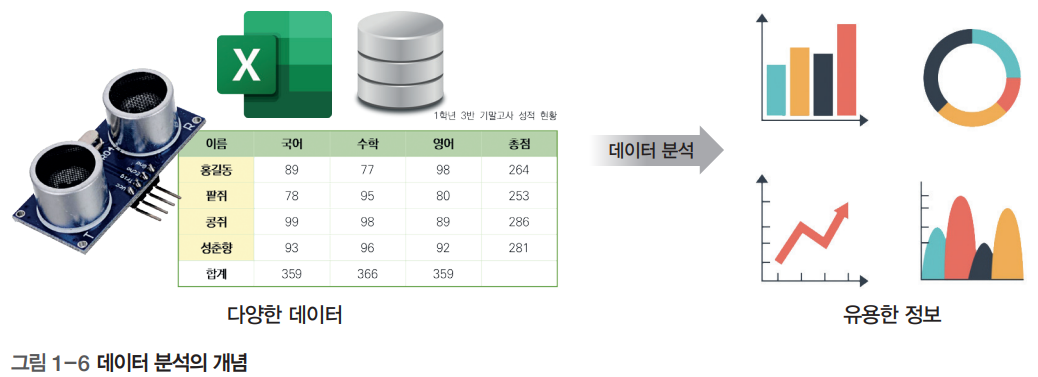 X
1학년 3반 기말고사 성적 현황
이름 국어 수학 영어 총점
홍길동 89 77 98 264
팥쥐 78 95 80 253
콩쥐 99 98 89 286
성춘향 93 96 92 281
합계 359 366 359
R
T
Vcc
Trig
Echo
Gnd
데이터 분석
다양한 데이터
유용한 정보
그림 1-6 데이터 분석의 개념